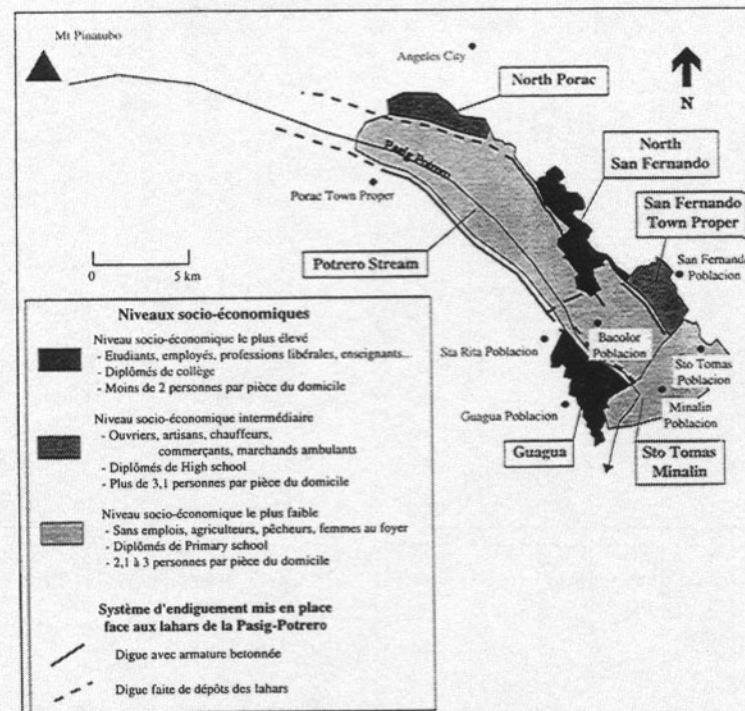 Mt Pinatubo
Angeles City
North Porac
N
North
San Fernando
Pasig-Potrero
San Fernando
Town Proper
Porac Town Proper
San Fernando
Poblacion
0 5 km
Potrero Stream
Sta Rita Poblacion
Bacolor
Poblacion
Sto Tomas
Poblacion
Minalin
Poblacion
Guagua Poblacion
Guagua
Sto Tomas
Minalin
Niveaux socio-économiques
Niveau socio-économique le plus élevé
- Etudiants, employés, professions libérales, enseignants...
- Diplômés de collège
- Moins de 2 personnes par pièce du domicile
Niveau socio-économique intermédiaire
- Ouvriers, artisans, chauffeurs,
commerçants, marchands ambulants
- Diplômés de High school
- Plus de 3,1 personnes par pièce du domicile
Niveau socio-économique le plus faible
- Sans emplois, agriculteurs, pêcheurs, femmes au foyer
- Diplômés de Primary school
- 2,1 à 3 personnes par pièce du domicile
Système d'endiguement mis en place
face aux lahars de la Pasig-Potrero
Digue avec armature betonnée
Digue faite de dépôts des lahars